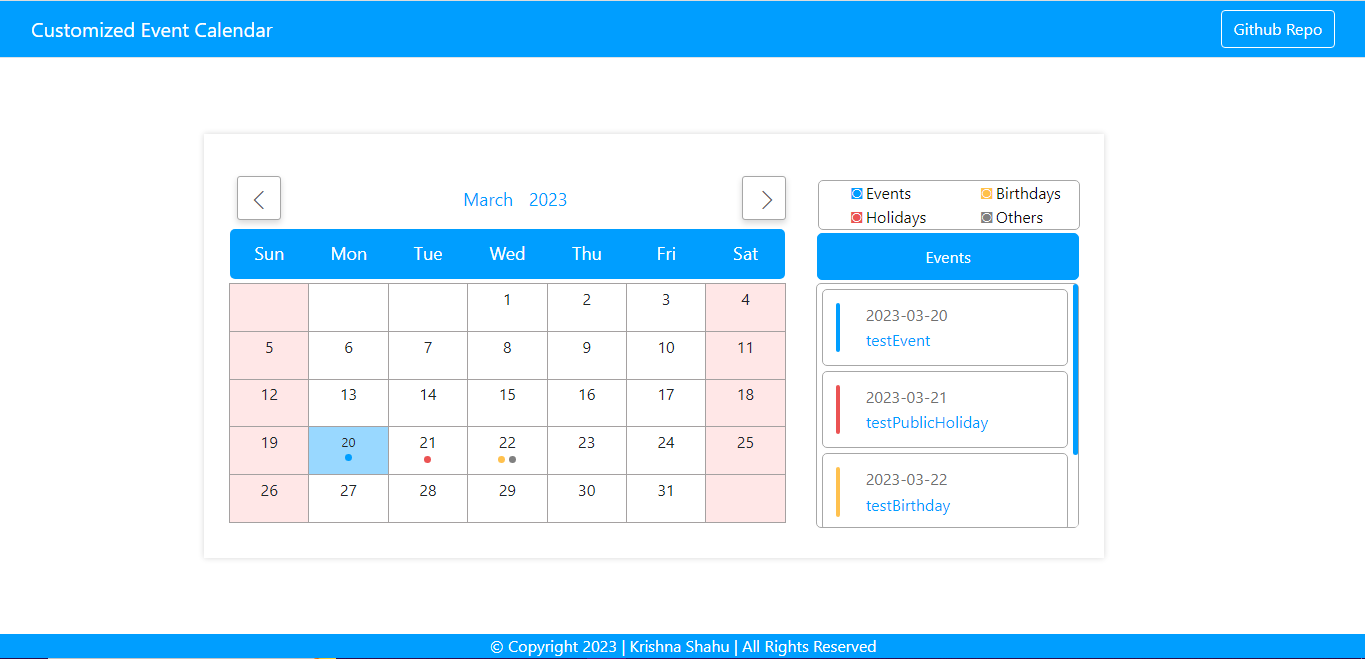 Customized Event Calendar
Github Repo
March 2023
Sun Mon Tue Wed Thu Fri Sat
1 2 3 4
5 6 7 8 9 10 11
12 13 14 15 16 17 18
19 20 21 22 23 24 25
26 27 28 29 30 31
Events Birthdays
Holidays Others
Events
2023-03-20
testEvent
2023-03-21
testPublicHoliday
2023-03-22
testBirthday
© Copyright 2023 | Krishna Shahu | All Rights Reserved